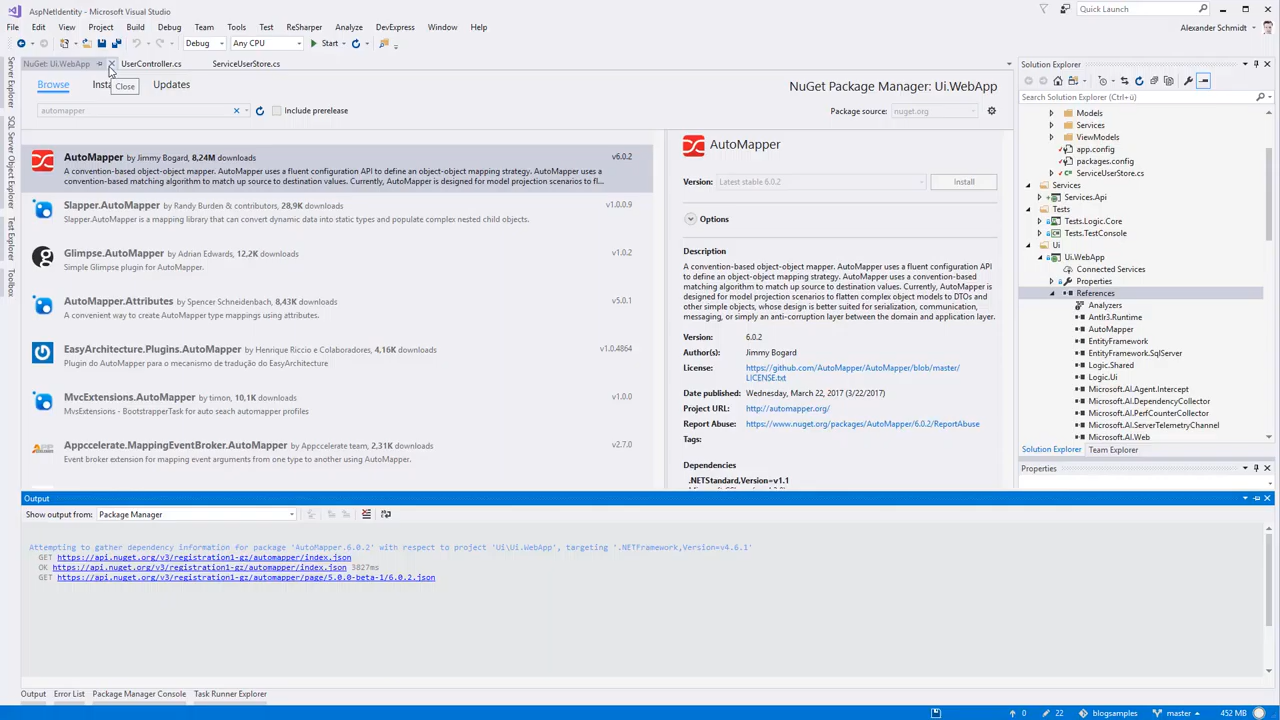 AspNetIdentity - Microsoft Visual Studio
Quick Launch (Ctrl+Q)
File Edit View Project Build Debug Team Tools Test ReSharper Analyze DevExpress Window Help
Alexander Schmidt
Debug Any CPU Start
NuGet: Ui.WebApp UserController.cs ServiceUserStore.cs
Close
Browse Insta Updates
NuGet Package Manager: Ui.WebApp
automapper
Include prerelease
Package source: nuget.org
AutoMapper by Jimmy Bogard, 8,24M downloads v6.0.2
A convention-based object-object mapper. AutoMapper uses a fluent configuration API to define an object-object mapping strategy. AutoMapper uses a
convention-based matching algorithm to match up source to destination values. Currently, AutoMapper is designed for model projection scenarios to fl...
Slapper.AutoMapper by Randy Burden & contributors, 28,9K downloads v1.0.0.9
Slapper.AutoMapper is a mapping library that can convert dynamic data into static types and populate complex nested child objects.
Glimpse.AutoMapper by Adrian Edwards, 12,2K downloads v1.0.2
Simple Glimpse plugin for AutoMapper.
AutoMapper.Attributes by Spencer Schneidenbach, 8,43K downloads v5.0.1
A convenient way to create AutoMapper type mappings using attributes.
EasyArchitecture.Plugins.AutoMapper by Henrique Riccio e Colaboradores, 4,16K downloads v1.0.4864
Plugin do AutoMapper para o mecanismo de tradução do EasyArchitecture
MvcExtensions.AutoMapper by timon, 10,1K downloads v1.0.0
MvsExtensions - BootstrapperTask for auto seach automapper profiles
Appccelerate.MappingEventBroker.AutoMapper by Appccelerate team, 2,31K downloads v2.7.0
Event broker extension for mapping event arguments from one type to another using AutoMapper.
AutoMapper
Version: Latest stable 6.0.2 Install
Options
Description
A convention-based object-object mapper. AutoMapper uses a fluent configuration API
to define an object-object mapping strategy. AutoMapper uses a convention-based
matching algorithm to match up source to destination values. Currently, AutoMapper is
designed for model projection scenarios to flatten complex object models to DTOs and
other simple objects, whose design is better suited for serialization, communication,
messaging, or simply an anti-corruption layer between the domain and application layer.
Version: 6.0.2
Author(s): Jimmy Bogard
License: https://github.com/AutoMapper/AutoMapper/blob/master/
LICENSE.txt
Date published: Wednesday, March 22, 2017 (3/22/2017)
Project URL: http://automapper.org/
Report Abuse: https://www.nuget.org/packages/AutoMapper/6.0.2/ReportAbuse
Tags:
Dependencies
.NETStandard,Version=v1.1
Server Explorer
SQL Server Object Explorer
Test Explorer
Toolbox
Solution Explorer
Search Solution Explorer (Ctrl+ü)
Models
Services
ViewModels
app.config
packages.config
ServiceUserStore.cs
Services
Services.Api
Tests
Tests.Logic.Core
Tests.TestConsole
Ui
Ui.WebApp
Connected Services
Properties
References
Analyzers
Antlr3.Runtime
AutoMapper
EntityFramework
EntityFramework.SqlServer
Logic.Shared
Logic.Ui
Microsoft.AI.Agent.Intercept
Microsoft.AI.DependencyCollector
Microsoft.AI.PerfCounterCollector
Microsoft.AI.ServerTelemetryChannel
Microsoft.AI.Web
Solution Explorer Team Explorer
Properties
Output
Show output from: Package Manager
Attempting to gather dependency information for package 'AutoMapper.6.0.2' with respect to project 'Ui\Ui.WebApp', targeting '.NETFramework,Version=v4.6.1'
GET https://api.nuget.org/v3/registration1-gz/automapper/index.json
OK https://api.nuget.org/v3/registration1-gz/automapper/index.json 3827ms
GET https://api.nuget.org/v3/registration1-gz/automapper/page/5.0.0-beta-1/6.0.2.json
Output Error List Package Manager Console Task Runner Explorer
0 22 blogsamples master 452 MB